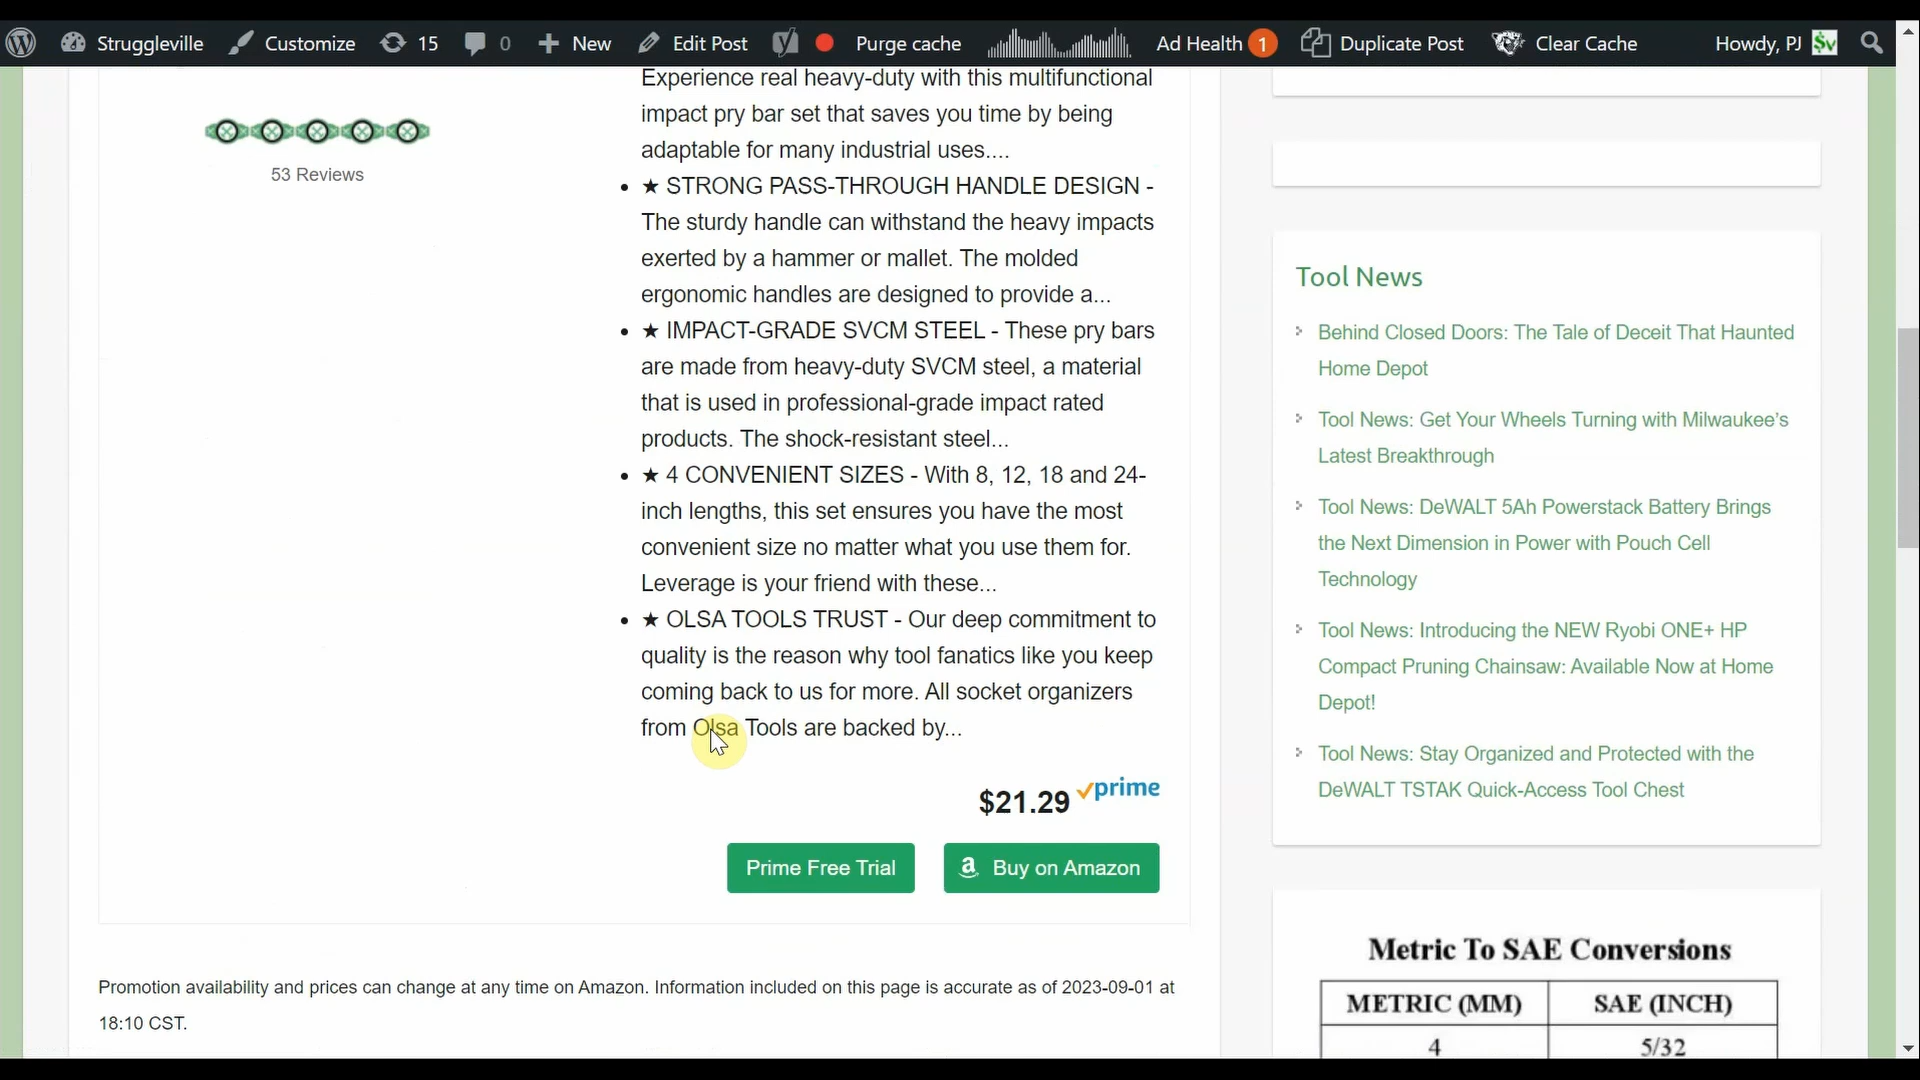 Struggleville Customize 15 0 New Edit Post Purge cache Ad Health 1 Duplicate Post Clear Cache Howdy, PJ $v
Experience real heavy-duty with this multifunctional
impact pry bar set that saves you time by being
adaptable for many industrial uses....
53 Reviews
★ STRONG PASS-THROUGH HANDLE DESIGN -
The sturdy handle can withstand the heavy impacts
exerted by a hammer or mallet. The molded
ergonomic handles are designed to provide a...
★ IMPACT-GRADE SVCM STEEL - These pry bars
are made from heavy-duty SVCM steel, a material
that is used in professional-grade impact rated
products. The shock-resistant steel...
★ 4 CONVENIENT SIZES - With 8, 12, 18 and 24-
inch lengths, this set ensures you have the most
convenient size no matter what you use them for.
Leverage is your friend with these...
★ OLSA TOOLS TRUST - Our deep commitment to
quality is the reason why tool fanatics like you keep
coming back to us for more. All socket organizers
from Olsa Tools are backed by...
$21.29 prime
Prime Free Trial
Buy on Amazon
Promotion availability and prices can change at any time on Amazon. Information included on this page is accurate as of 2023-09-01 at
18:10 CST.
Tool News
Behind Closed Doors: The Tale of Deceit That Haunted
Home Depot
Tool News: Get Your Wheels Turning with Milwaukee’s
Latest Breakthrough
Tool News: DeWALT 5Ah Powerstack Battery Brings
the Next Dimension in Power with Pouch Cell
Technology
Tool News: Introducing the NEW Ryobi ONE+ HP
Compact Pruning Chainsaw: Available Now at Home
Depot!
Tool News: Stay Organized and Protected with the
DeWALT TSTAK Quick-Access Tool Chest
Metric To SAE Conversions
METRIC (MM) SAE (INCH)
4 5/32